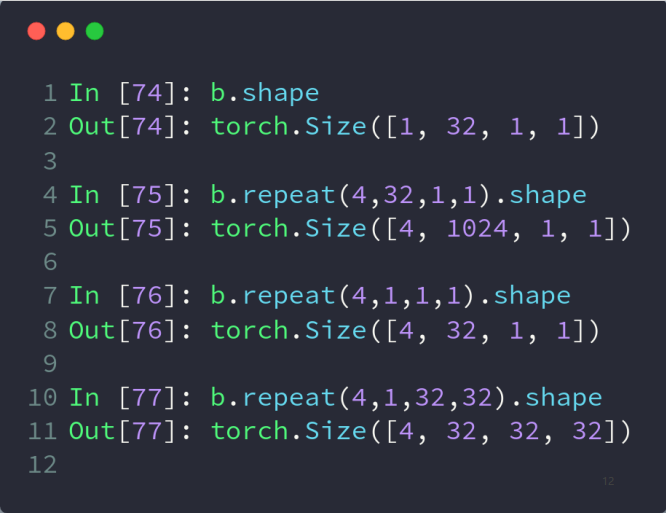 1 In [74]: b.shape
2 Out[74]: torch.Size([1, 32, 1, 1])
3
4 In [75]: b.repeat(4,32,1,1).shape
5 Out[75]: torch.Size([4, 1024, 1, 1])
6
7 In [76]: b.repeat(4,1,1,1).shape
8 Out[76]: torch.Size([4, 32, 1, 1])
9
10 In [77]: b.repeat(4,1,32,32).shape
11 Out[77]: torch.Size([4, 32, 32, 32])
12
12